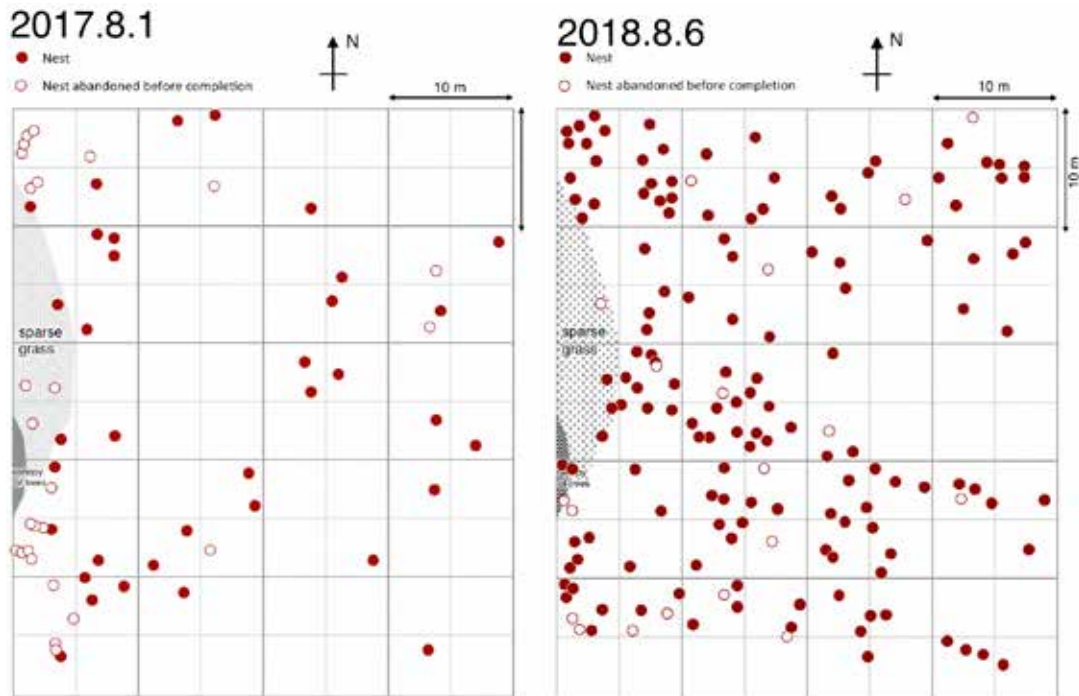 2017.8.1
N
Nest
Nest abandoned before completion
10 m
sparse
grass
2018.8.6
N
Nest
Nest abandoned before completion
10 m
10 m
sparse
grass